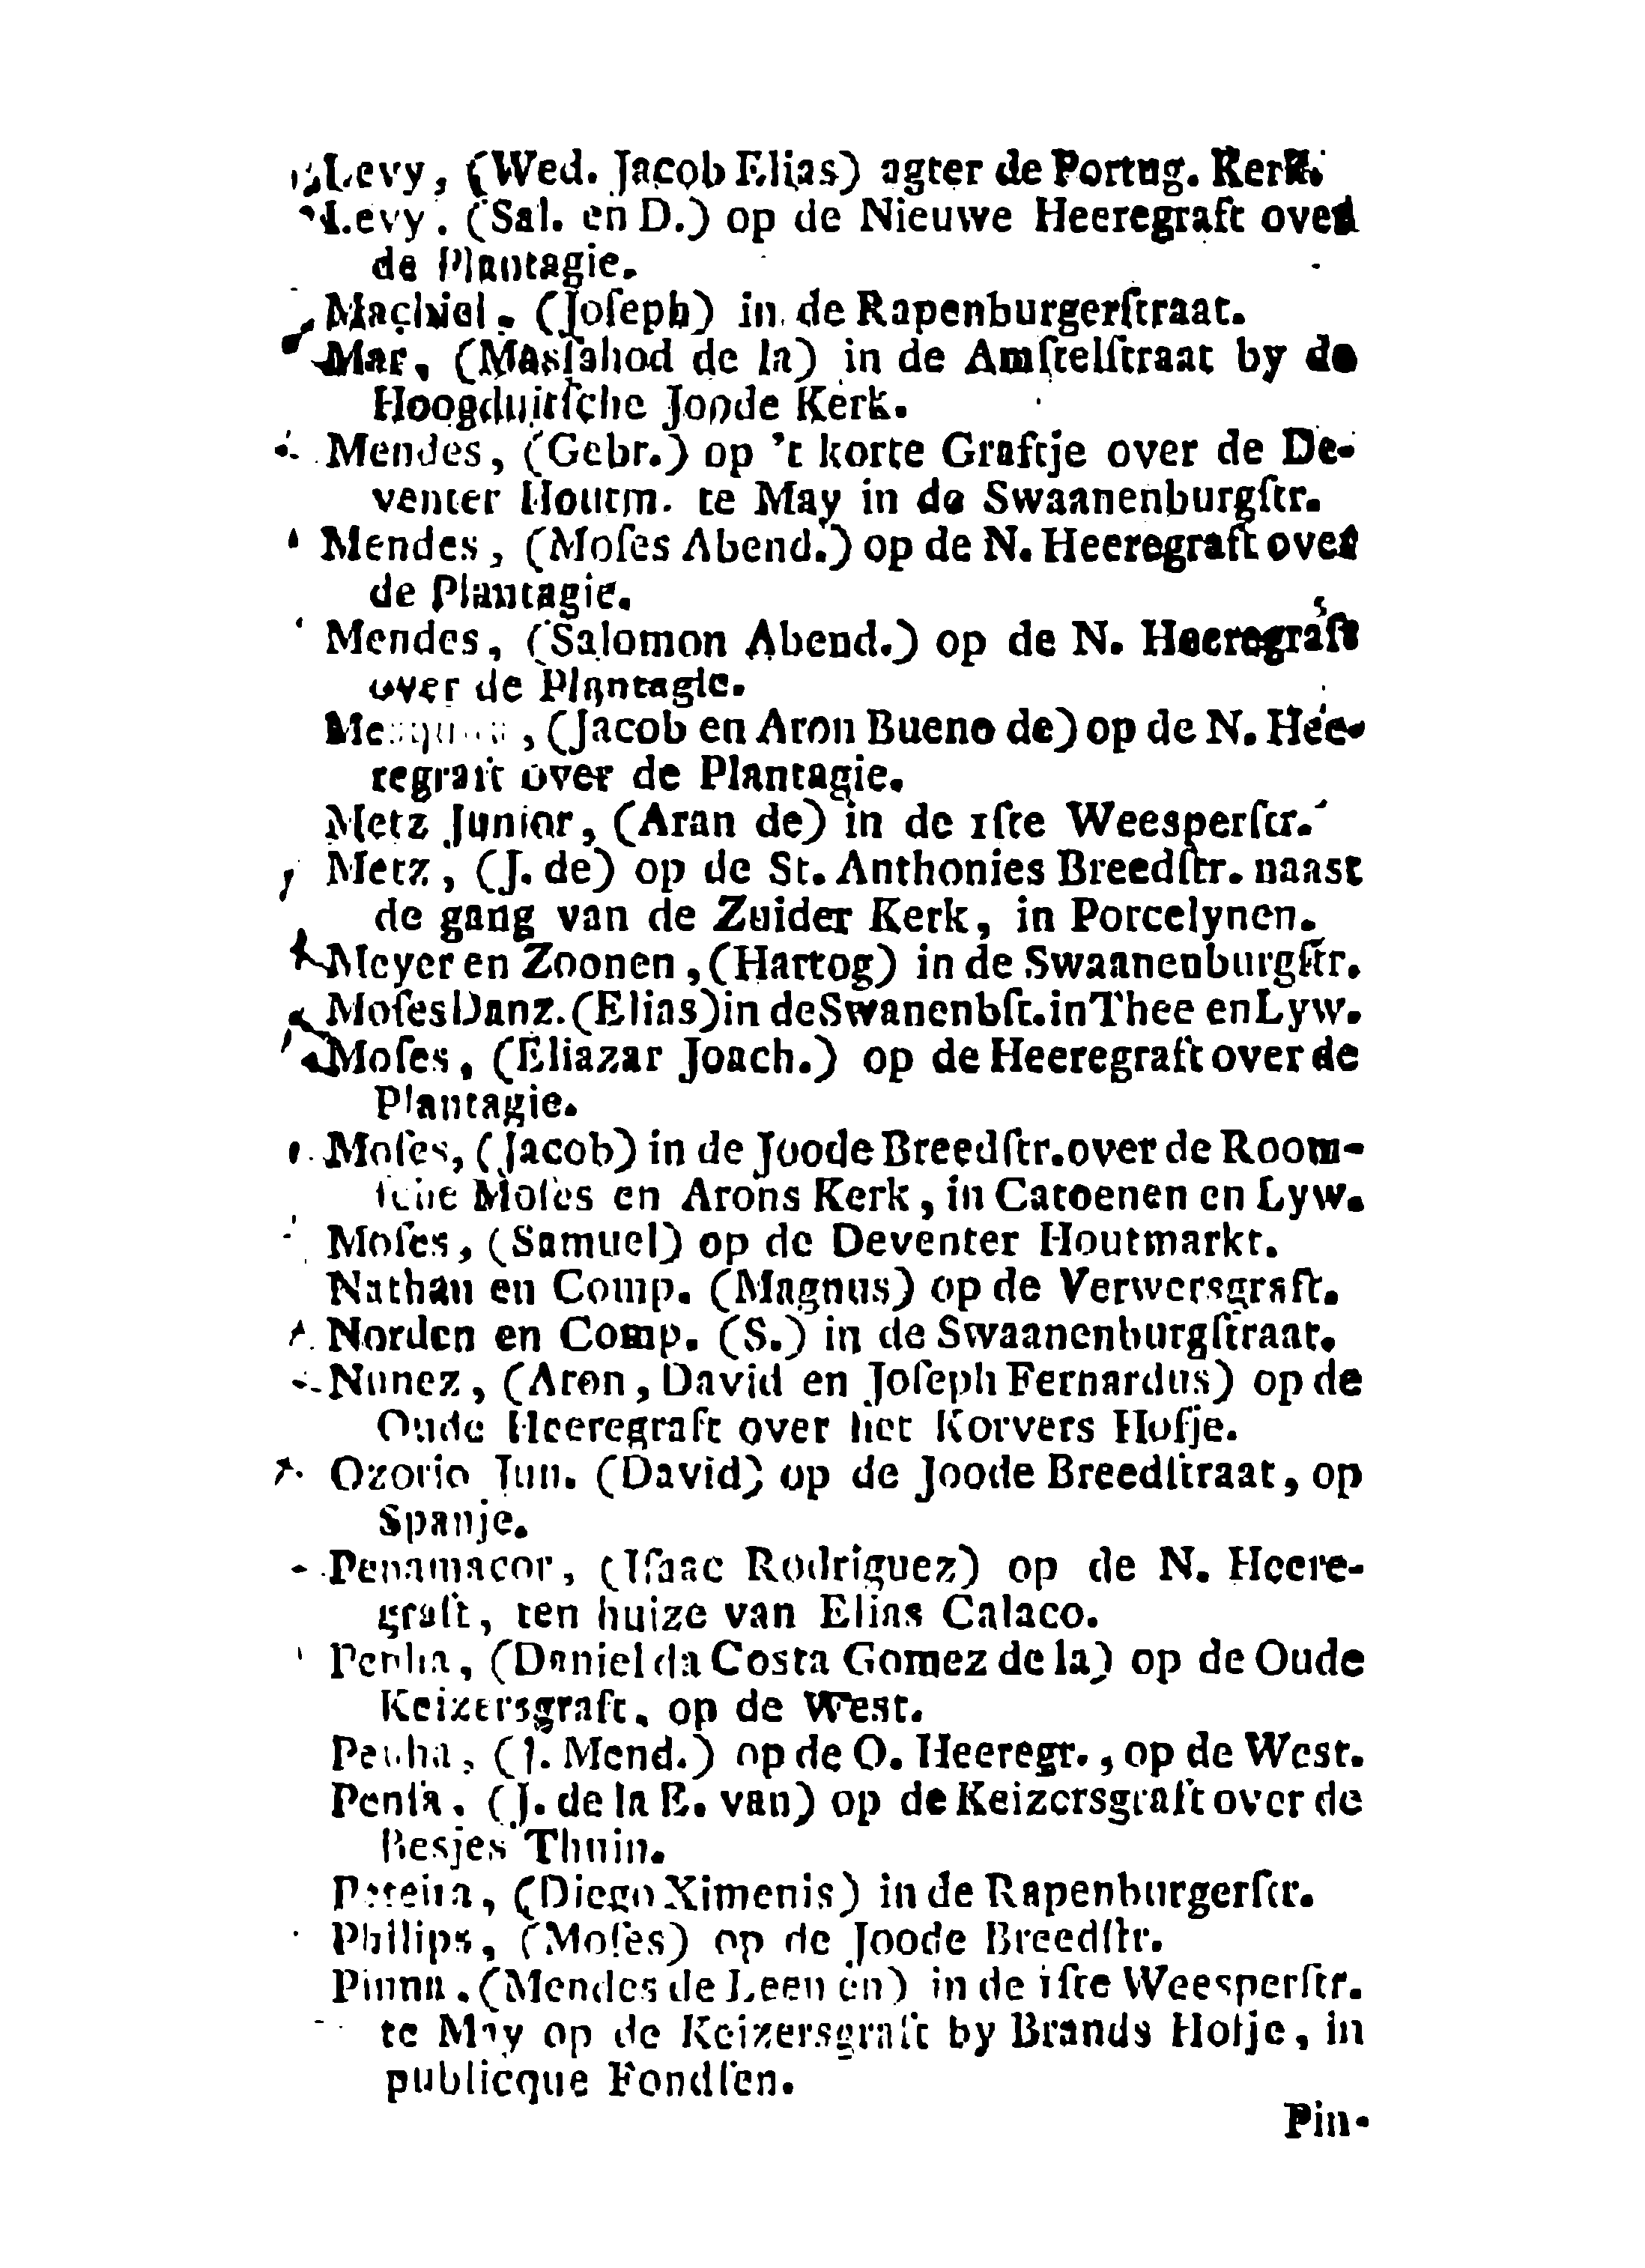 Levy, (Wed. Jacob Elias) agter de Portug. Kerk.
Levy. (Sal. en D.) op de Nieuwe Heeregraft over
de Plantagie.
Machiel. (Joſeph) in de Rapenburgerſtraat.
Mar, (Masſahod de la) in de Amſtelſtraat by de
Hoogduitſche Joode Kerk.
Mendes, (Gebr.) op 't korte Graftje over de De-
venter Houtm. te May in de Swaanenburgſtr.
Mendes, (Moſes Abend.) op de N. Heeregraft over
de Plantagie.
Mendes, (Salomon Abend.) op de N. Heeregraft
over de Plantagie.
(Jacob en Aron Bueno de) op de N. Hee-
regraft over de Plantagie.
Metz Junior, (Aran de) in de 1ſte Weesperſtr.
Metz, (J. de) op de St. Anthonies Breedſtr. naast
de gang van de Zuider Kerk, in Porcelynen.
Meyer en Zoonen, (Hartog) in de Swaanenburgſtr.
Moſes Danz. (Elias) in de Swanenbſt. in Thee en Lyw.
Moſes, (Eliazar Joach.) op de Heeregraft over de
Plantagie.
Moſes, (Jacob) in de Joode Breedſtr. over de Room-
ſche Moſes en Arons Kerk, in Catoenen en Lyw.
Moſes, (Samuel) op de Deventer Houtmarkt.
Nathan en Comp. (Magnus) op de Verwersgraft.
Norden en Comp. (S.) in de Swaanenburgſtraat.
Nunez, (Aron, David en Joſeph Fernardus) op de
Oude Heeregraft over het Korvers Hofje.
Ozorio Jun. (David) op de Joode Breedſtraat, op
Spanje.
Penamacor, (Iſaac Rodriguez) op de N. Heere-
graft, ten huize van Elias Calaco.
Penha, (Daniel da Costa Gomez de la) op de Oude
Keizersgraft, op de West.
Penha, (J. Mend.) op de O. Heeregr., op de West.
Penſa. (J. de la E. van) op de Keizersgraft over de
Besjes Thuin.
Pereira, (Diego Ximenis) in de Rapenburgerſtr.
Phllips, (Moſes) op de Joode Breedſtr.
Pinna. (Mendes de Leen en) in de 1ſte Weesperſtr.
te May op de Keizersgraft by Brands Hofje, in
publicque Fondſen.
Pin-